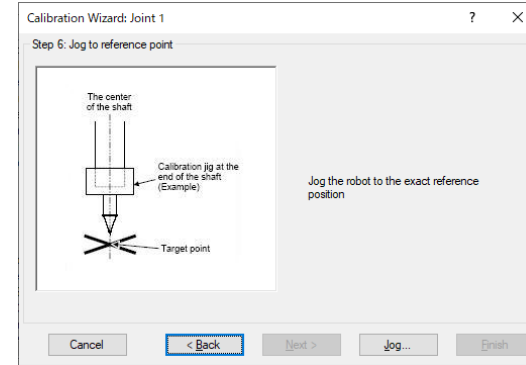 Calibration Wizard: Joint 1
Step 6: Jog to reference point
The center
of the shaft
Calibration jig at the
end of the shaft
(Example)
Target point
Jog the robot to the exact reference
position
Cancel
< Back
Next >
Jog...
Finish